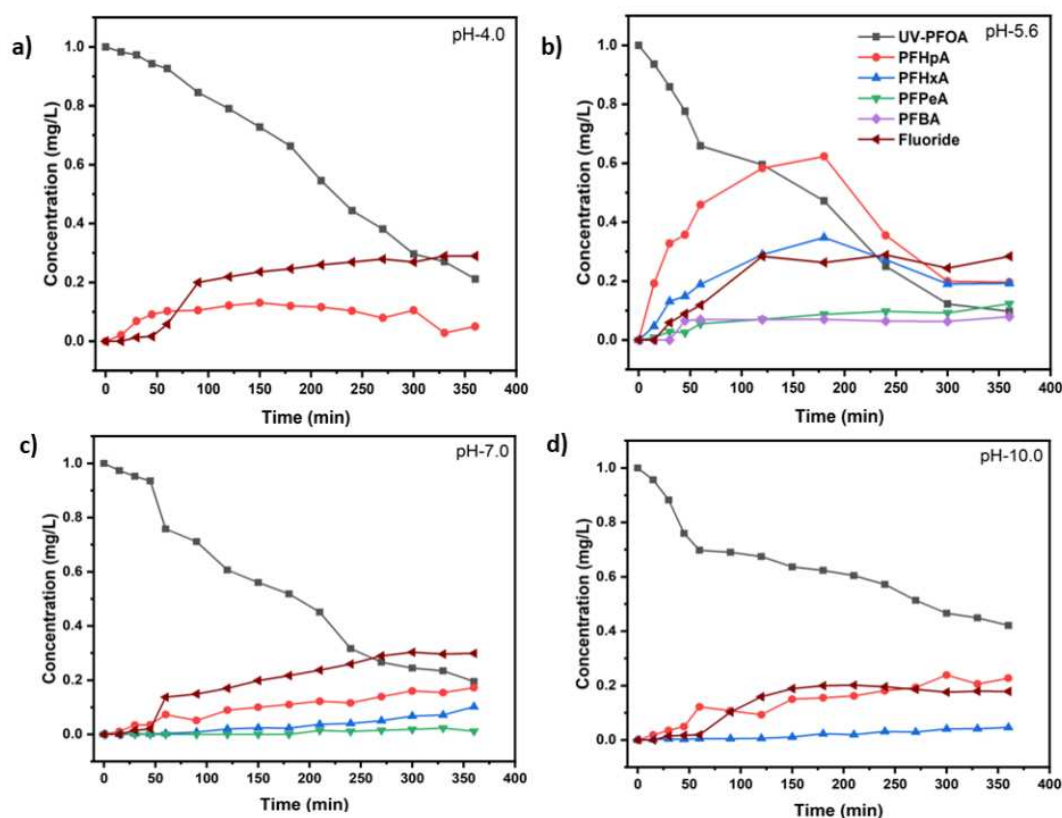 a)
pH-4.0
Concentration (mg/L)
1.0
0.8
0.6
0.4
0.2
0.0
0 50 100 150 200 250 300 350 400
Time (min)
b)
pH-5.6
UV-PFOA
PFHpA
PFHxA
PFPeA
PFBA
Fluoride
Concentration (mg/L)
1.0
0.8
0.6
0.4
0.2
0.0
0 50 100 150 200 250 300 350 400
Time (min)
c)
pH-7.0
Concentration (mg/L)
1.0
0.8
0.6
0.4
0.2
0.0
0 50 100 150 200 250 300 350 400
Time (min)
d)
pH-10.0
Concentration (mg/L)
1.0
0.8
0.6
0.4
0.2
0.0
0 50 100 150 200 250 300 350 400
Time (min)